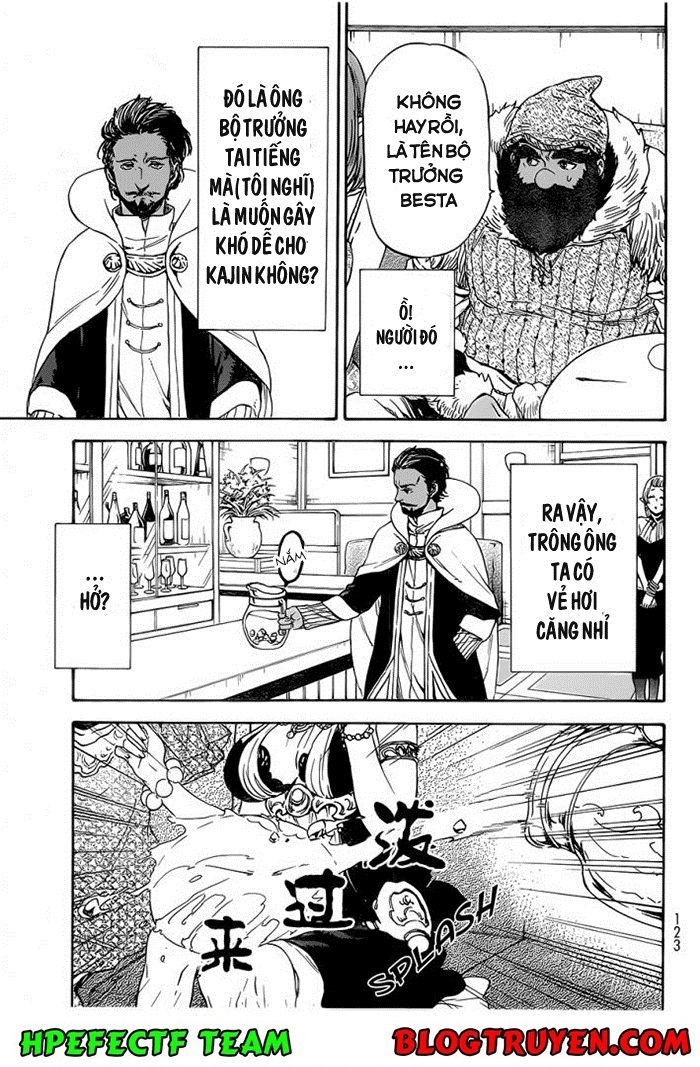 KHÔNG
HAY RỒI,
LÀ TÊN BỘ
TRƯỞNG
BESTA
Ồ!
NGƯỜI ĐÓ
...
ĐÓ LÀ ÔNG
BỘ TRƯỞNG
TAI TIẾNG
MÀ( TÔI NGHĨ)
LÀ MUỐN GÂY
KHÓ DỄ CHO
KAJIN KHÔNG?
RA VẬY,
TRÔNG ÔNG
TA CÓ
VẺ HƠI
CĂNG NHỈ
NẮM
...
HỞ?
泼
过
来
SPLASH
123
HPEFECTF TEAM
BLOGTRUYEN.COM